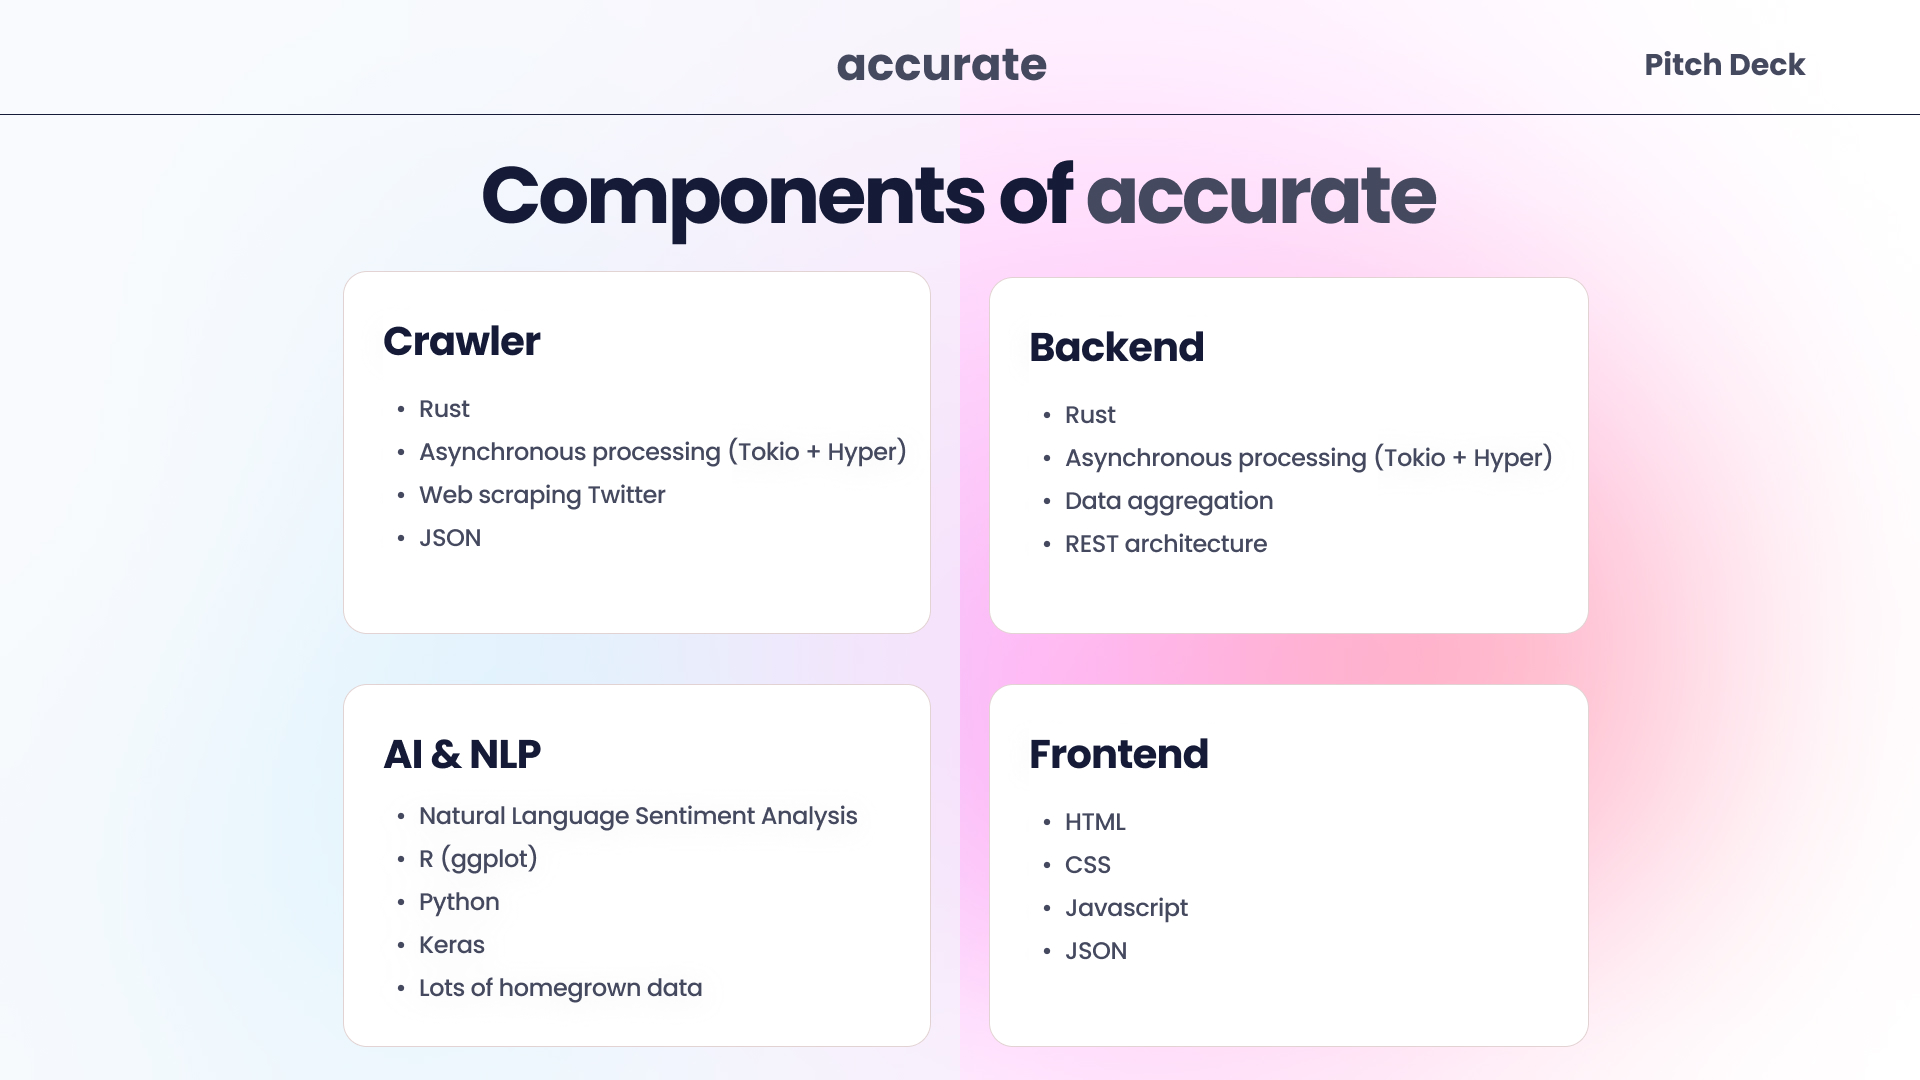 accurate
Pitch Deck
Components of accurate
Crawler
• Rust
• Asynchronous processing (Tokio + Hyper)
• Web scraping Twitter
• JSON
Backend
• Rust
• Asynchronous processing (Tokio + Hyper)
• Data aggregation
• REST architecture
AI & NLP
• Natural Language Sentiment Analysis
• R (ggplot)
• Python
• Keras
• Lots of homegrown data
Frontend
• HTML
• CSS
• Javascript
• JSON